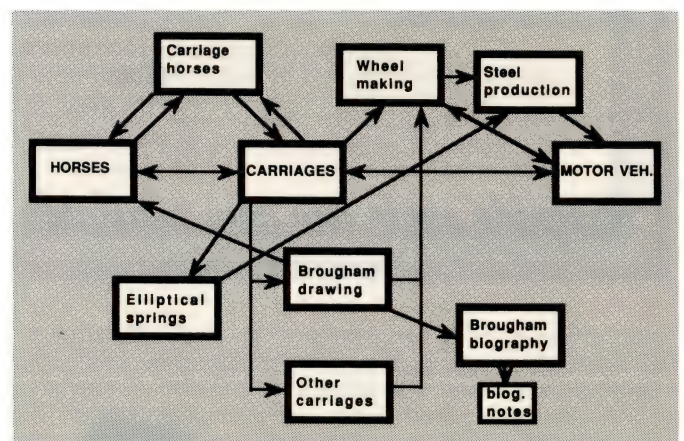 Carriage
horses
Wheel
making
Steel
production
HORSES
CARRIAGES
MOTOR VEH.
Elliptical
springs
Brougham
drawing
Brougham
biography
Other
carriages
biog.
notes